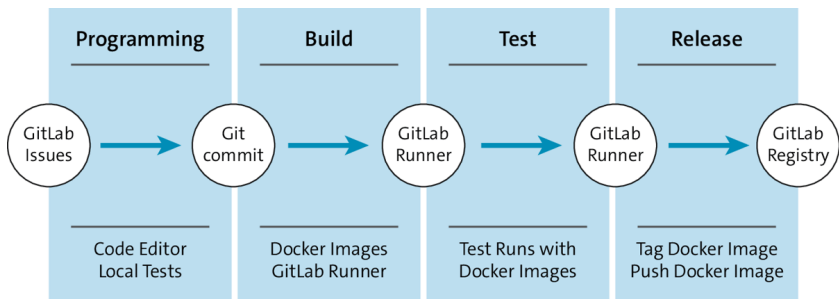 Programming
Build
Test
Release
GitLab
Issues
Git
commit
GitLab
Runner
GitLab
Runner
GitLab
Registry
Code Editor
Local Tests
Docker Images
GitLab Runner
Test Runs with
Docker Images
Tag Docker Image
Push Docker Image